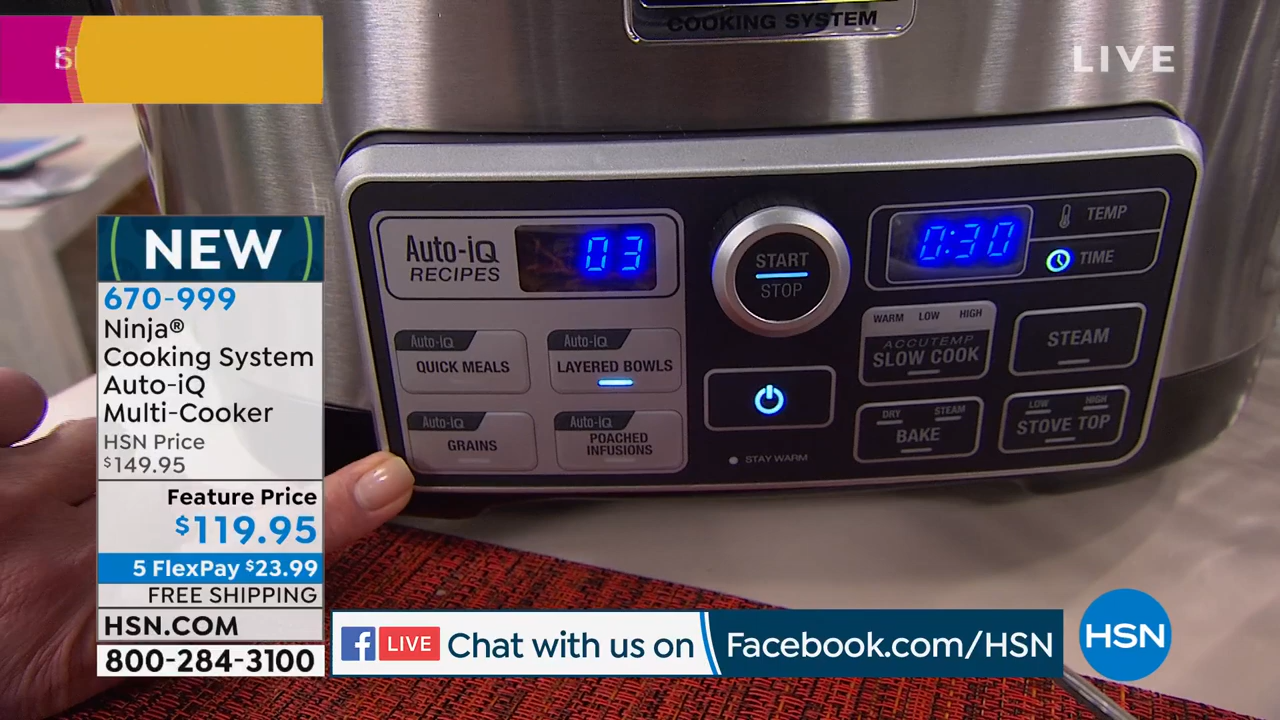 COOKING SYSTEM
LIVE
NEW
670-999
Ninja®
Cooking System
Auto-iQ
Multi-Cooker
HSN Price
$149.95
Feature Price
$119.95
5 FlexPay $23.99
FREE SHIPPING
HSN.COM
800-284-3100
Auto-iQ
RECIPES
03
START
STOP
0:30
TEMP
TIME
Auto-iQ
QUICK MEALS
Auto-iQ
LAYERED BOWLS
Auto-iQ
GRAINS
Auto-iQ
POACHED
INFUSIONS
STAY WARM
WARM LOW HIGH
ACCUTEMP
SLOW COOK
STEAM
DRY STEAM
BAKE
LOW HIGH
STOVE TOP
f LIVE Chat with us on Facebook.com/HSN
HSN